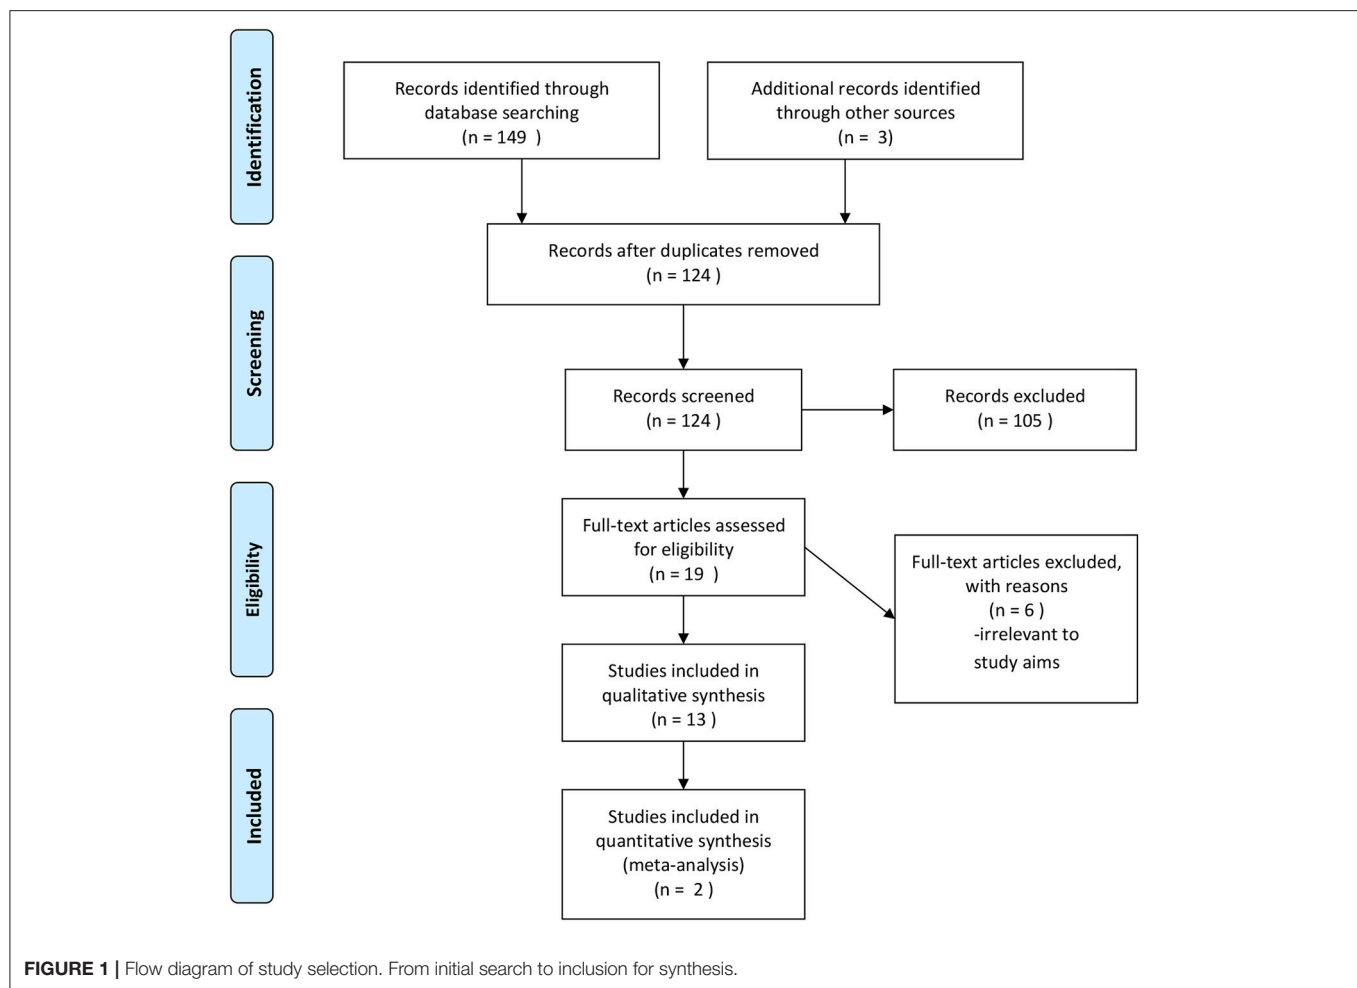 Identification
Records identified through
database searching
(n = 149 )
Additional records identified
through other sources
(n = 3)
Records after duplicates removed
(n = 124 )
Screening
Records screened
(n = 124 )
Records excluded
(n = 105 )
Eligibility
Full-text articles assessed
for eligibility
(n = 19 )
Full-text articles excluded,
with reasons
(n = 6 )
-irrelevant to
study aims
Studies included in
qualitative synthesis
(n = 13 )
Included
Studies included in
quantitative synthesis
(meta-analysis)
(n = 2 )
FIGURE 1 | Flow diagram of study selection. From initial search to inclusion for synthesis.